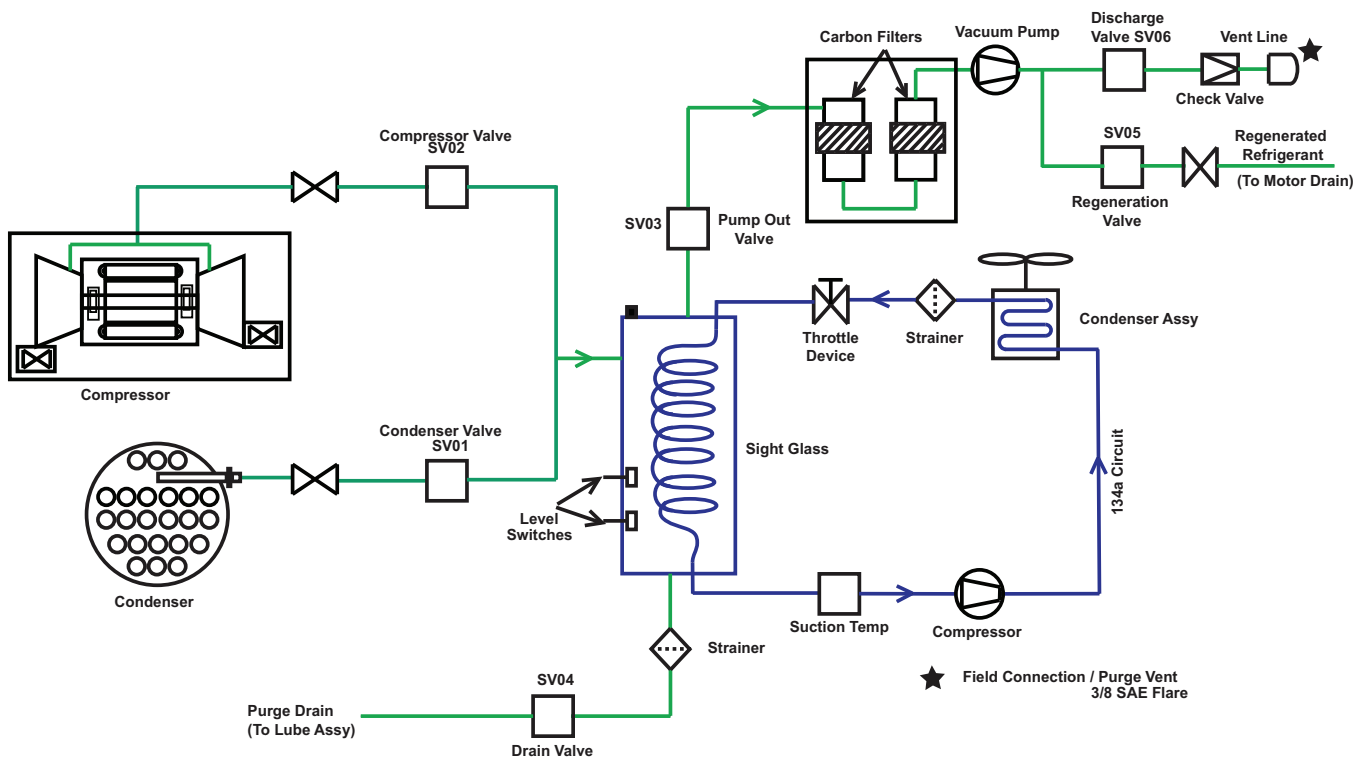 Carbon Filters
Vacuum Pump
Discharge
Valve SV06
Vent Line
Check Valve
Compressor Valve
SV02
SV05
Regenerated
Refrigerant
(To Motor Drain)
Regeneration
Valve
SV03
Pump Out
Valve
Throttle
Device
Strainer
Condenser Assy
Compressor
Condenser Valve
SV01
Sight Glass
134a Circuit
Level
Switches
Condenser
Suction Temp
Compressor
Strainer
Field Connection / Purge Vent
3/8 SAE Flare
SV04
Purge Drain
(To Lube Assy)
Drain Valve